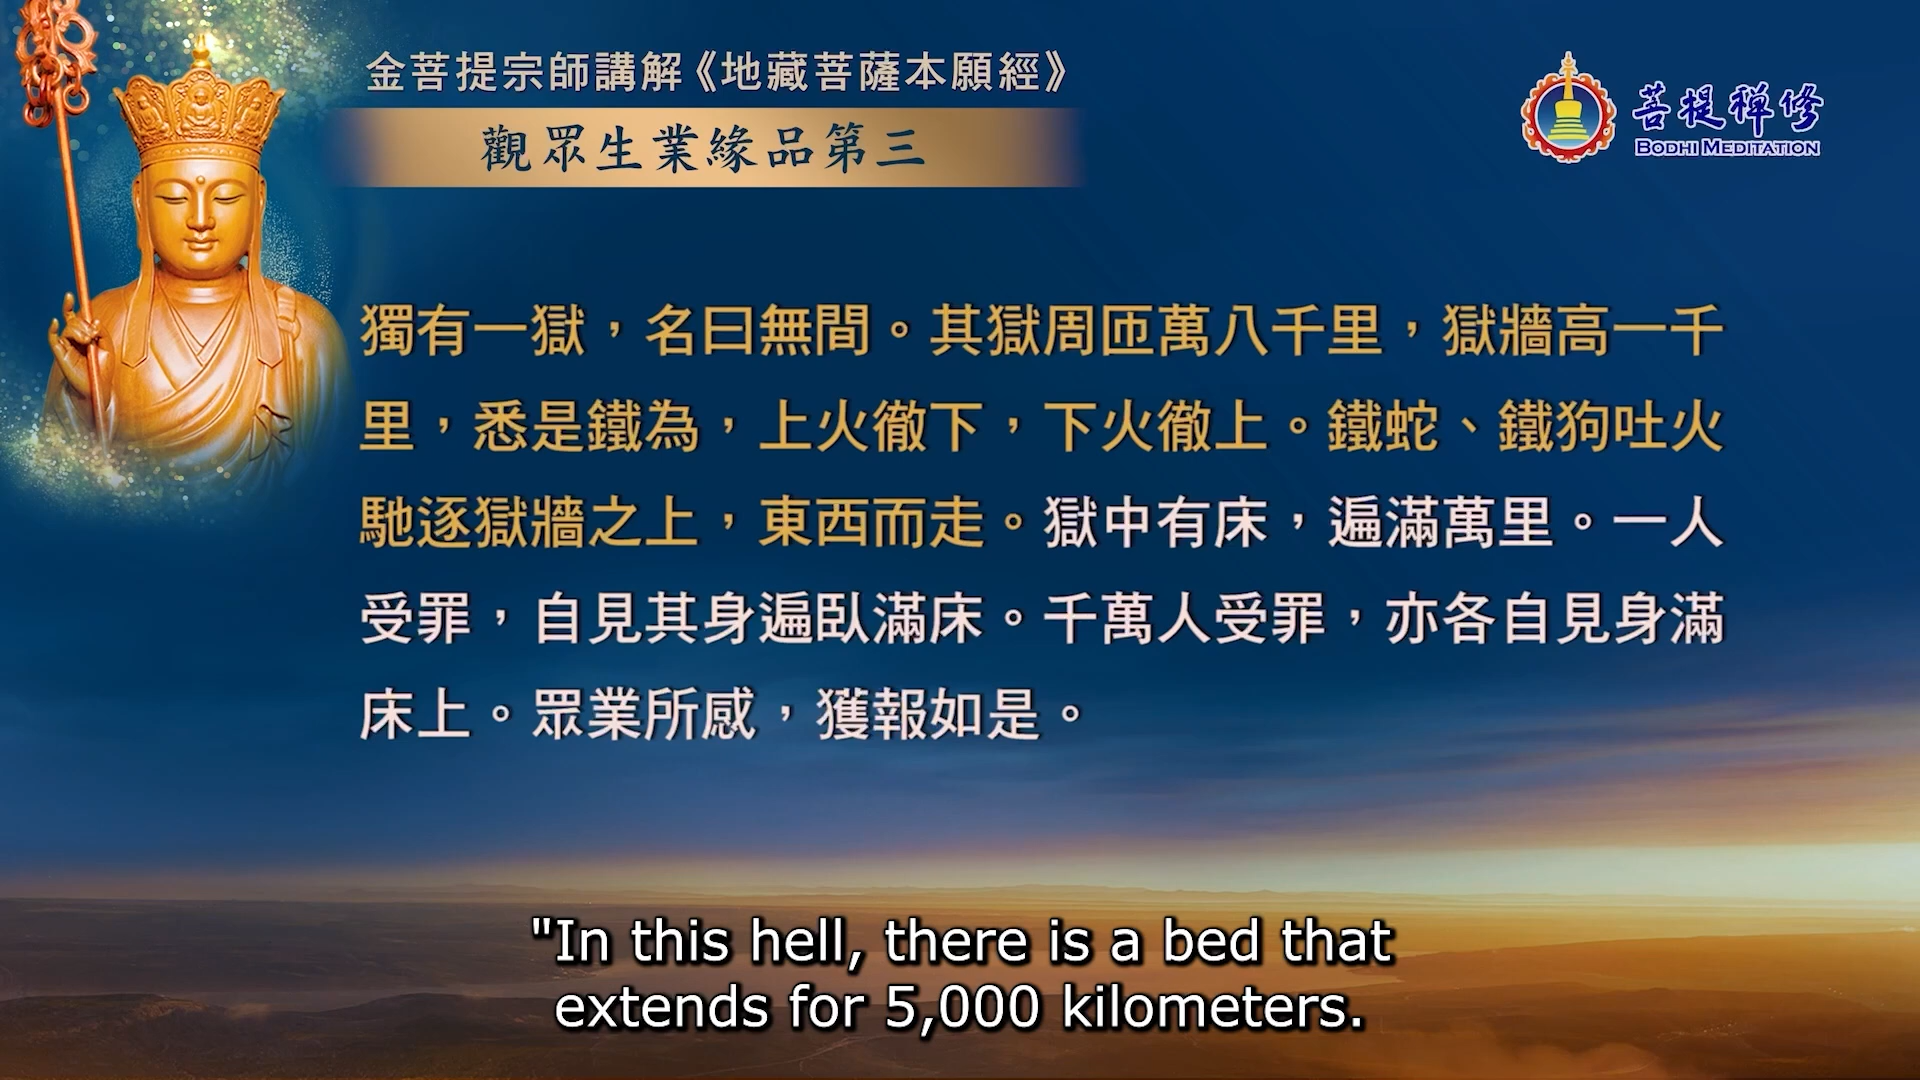 金菩提宗師講解《地藏菩薩本願經》
觀眾生業緣品第三
菩提禪修
BODHI MEDITATION
獨有一獄，名曰無間。其獄周匝萬八千里，獄牆高一千
里，悉是鐵為，上火徹下，下火徹上。鐵蛇、鐵狗吐火
馳逐獄牆之上，東西而走。獄中有床，遍滿萬里。一人
受罪，自見其身遍臥滿床。千萬人受罪，亦各自見身滿
床上。眾業所感，獲報如是。
"In this hell, there is a bed that
extends for 5,000 kilometers.